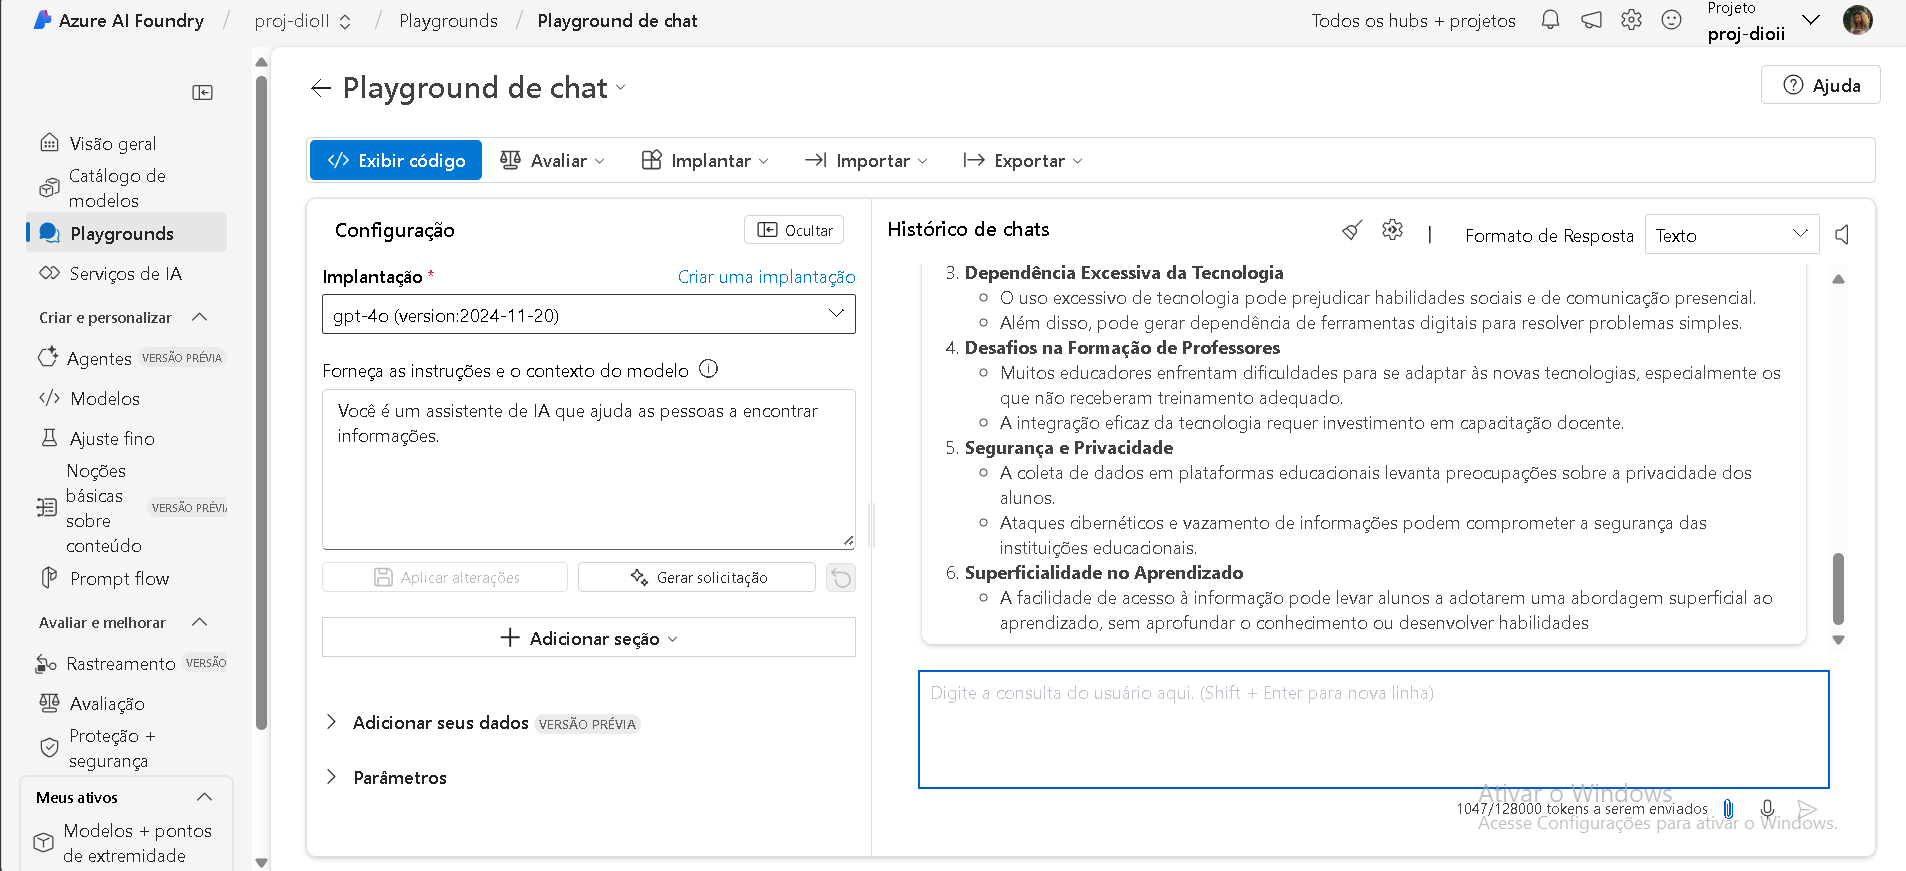 Azure AI Foundry / proj-dioII / Playgrounds / Playground de chat
Todos os hubs + projetos
Projeto
proj-dioii
Playground de chat
Ajuda
Visão geral
Catálogo de
modelos
Playgrounds
Serviços de IA
Criar e personalizar
Agentes VERSÃO PRÉVIA
Modelos
Ajuste fino
Noções
básicas
sobre
conteúdo
VERSÃO PRÉVI
Prompt flow
Avaliar e melhorar
Rastreamento VERSÃO
Avaliação
Proteção +
segurança
Meus ativos
Modelos + pontos
de extremidade
Exibir código
Avaliar
Implantar
Importar
Exportar
Configuração
Ocultar
Implantação *
Criar uma implantação
gpt-4o (version:2024-11-20)
Forneça as instruções e o contexto do modelo
Você é um assistente de IA que ajuda as pessoas a encontrar
informações.
Aplicar alterações
Gerar solicitação
Adicionar seção
Adicionar seus dados VERSÃO PRÉVIA
Parâmetros
Histórico de chats
| Formato de Resposta
Texto
3. Dependência Excessiva da Tecnologia
O uso excessivo de tecnologia pode prejudicar habilidades sociais e de comunicação presencial.
Além disso, pode gerar dependência de ferramentas digitais para resolver problemas simples.
4. Desafios na Formação de Professores
Muitos educadores enfrentam dificuldades para se adaptar às novas tecnologias, especialmente os
que não receberam treinamento adequado.
A integração eficaz da tecnologia requer investimento em capacitação docente.
5. Segurança e Privacidade
A coleta de dados em plataformas educacionais levanta preocupações sobre a privacidade dos
alunos.
Ataques cibernéticos e vazamento de informações podem comprometer a segurança das
instituições educacionais.
6. Superficialidade no Aprendizado
A facilidade de acesso à informação pode levar alunos a adotarem uma abordagem superficial ao
aprendizado, sem aprofundar o conhecimento ou desenvolver habilidades
Digite a consulta do usuário aqui. (Shift + Enter para nova linha)
Ativar o Windows
1047/128000 tokens a serem enviados
Acesse Configurações para ativar o Windows.